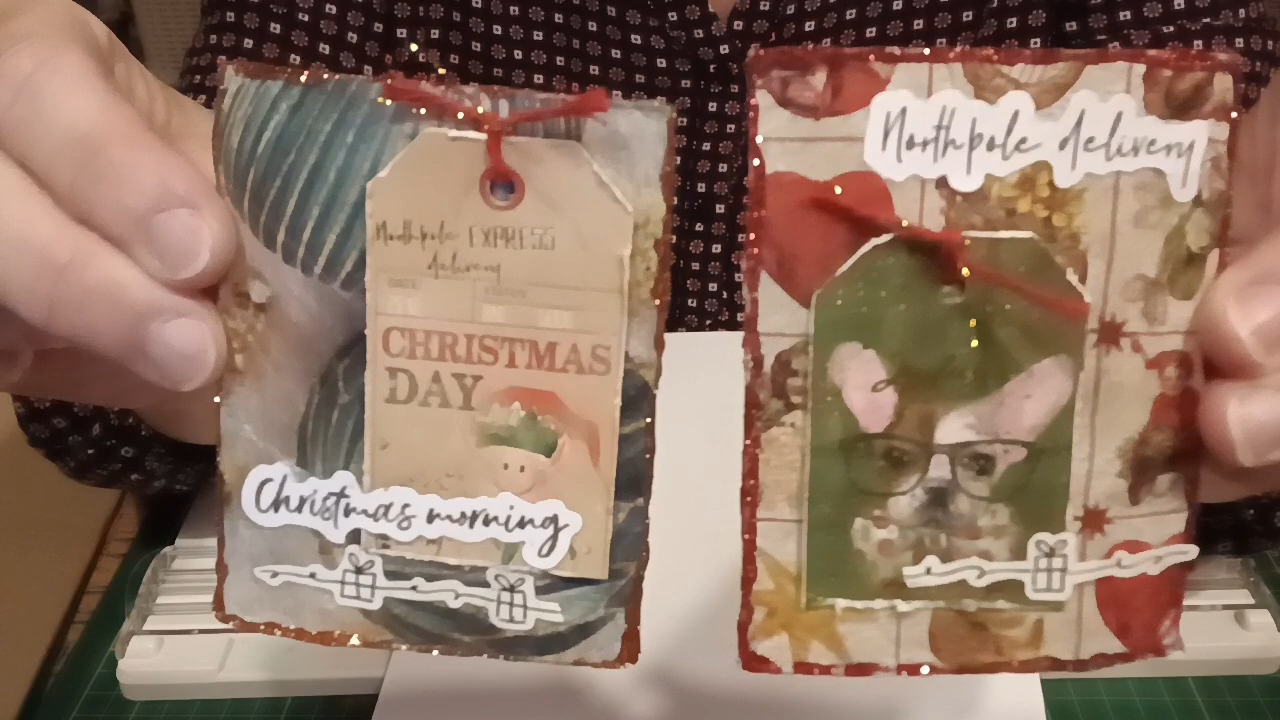 Northpole EXPRESS
delivery
CHRISTMAS
DAY
Christmas morning
Northpole delivery